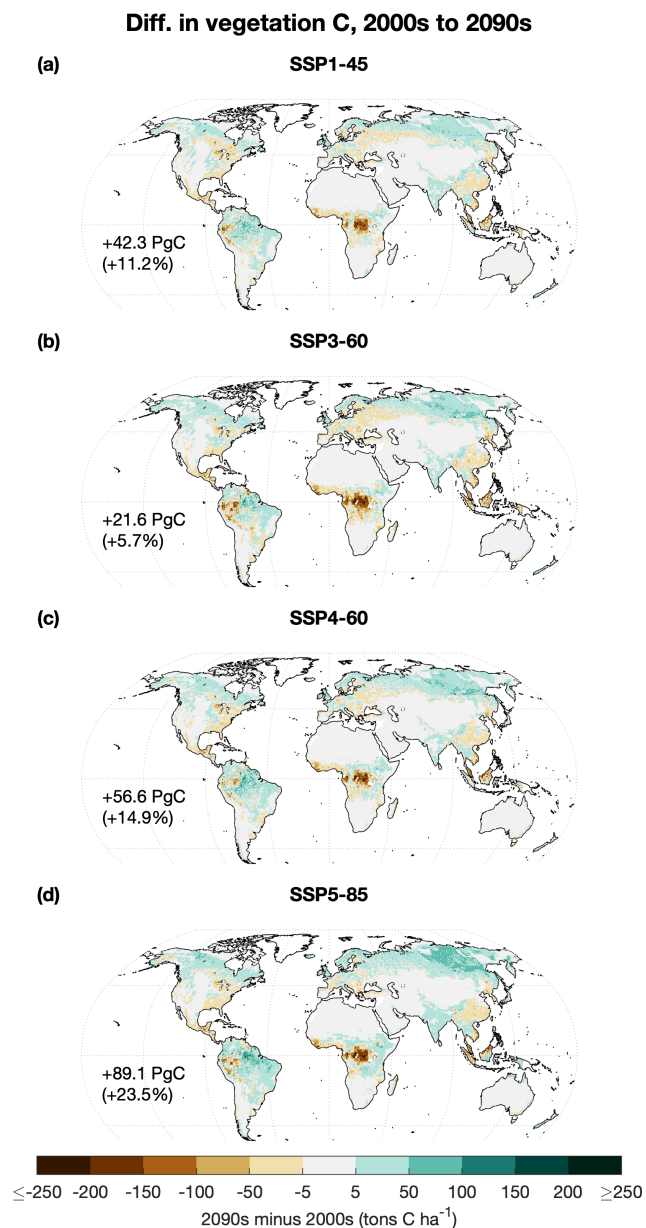 Diff. in vegetation C, 2000s to 2090s
(a) SSP1-45
+42.3 PgC
(+11.2%)
(b) SSP3-60
+21.6 PgC
(+5.7%)
(c) SSP4-60
+56.6 PgC
(+14.9%)
(d) SSP5-85
+89.1 PgC
(+23.5%)
≤-250 -200 -150 -100 -50 -5 5 50 100 150 200 ≥250
2090s minus 2000s (tons C ha⁻¹)